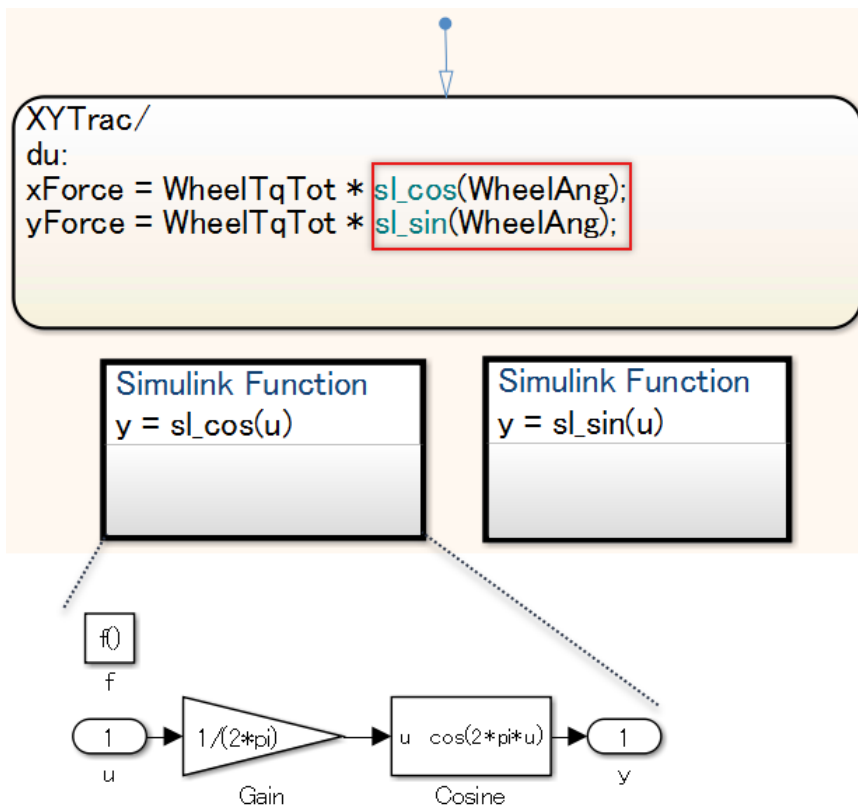 XYTrac/
du:
xForce = WheelTqTot * sl_cos(WheelAng);
yForce = WheelTqTot * sl_sin(WheelAng);
Simulink Function
y = sl_cos(u)
Simulink Function
y = sl_sin(u)
f()
f
1
u
1/(2*pi)
Gain
u cos(2*pi*u)
Cosine
1
y